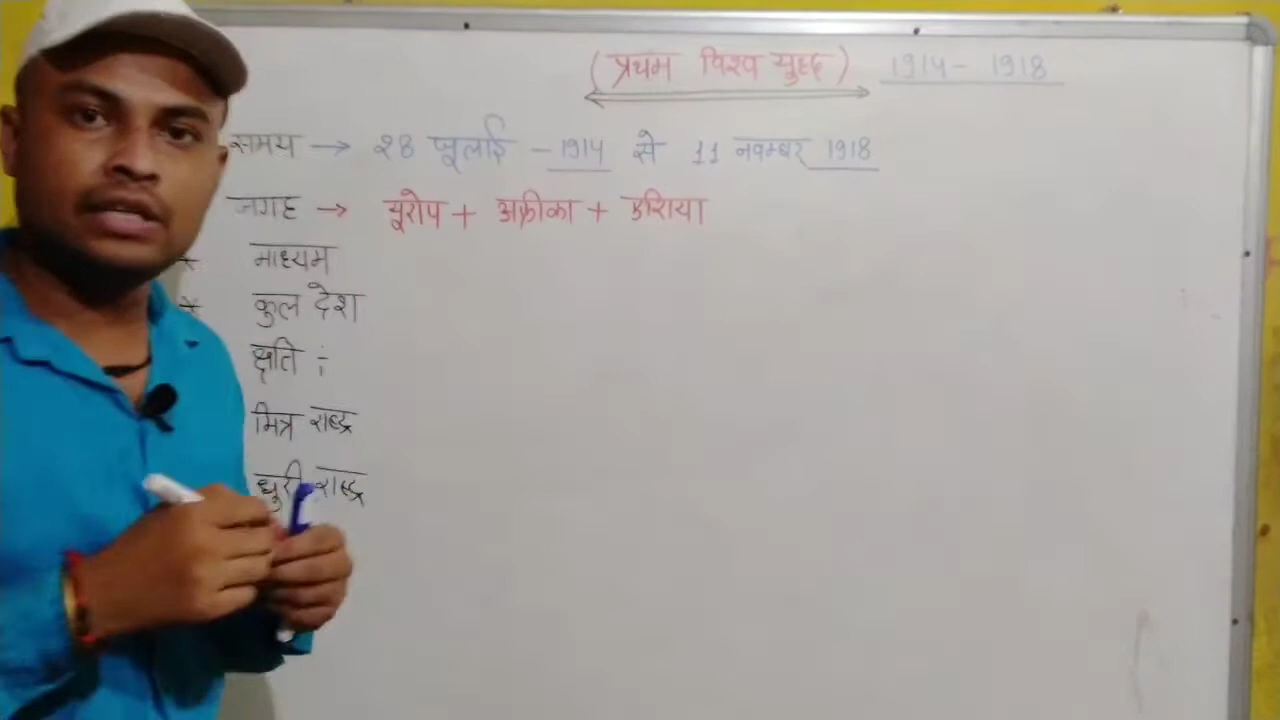 (प्रथम विश्व युद्ध) 1914 - 1918
समय → 28 जुलाई - 1914 से 11 नवम्बर 1918
जगह → यूरोप + अफ्रीका + एशिया
* माध्यम
* कुल देश
क्षति :
मित्र राष्ट्र
धुरी राष्ट्र